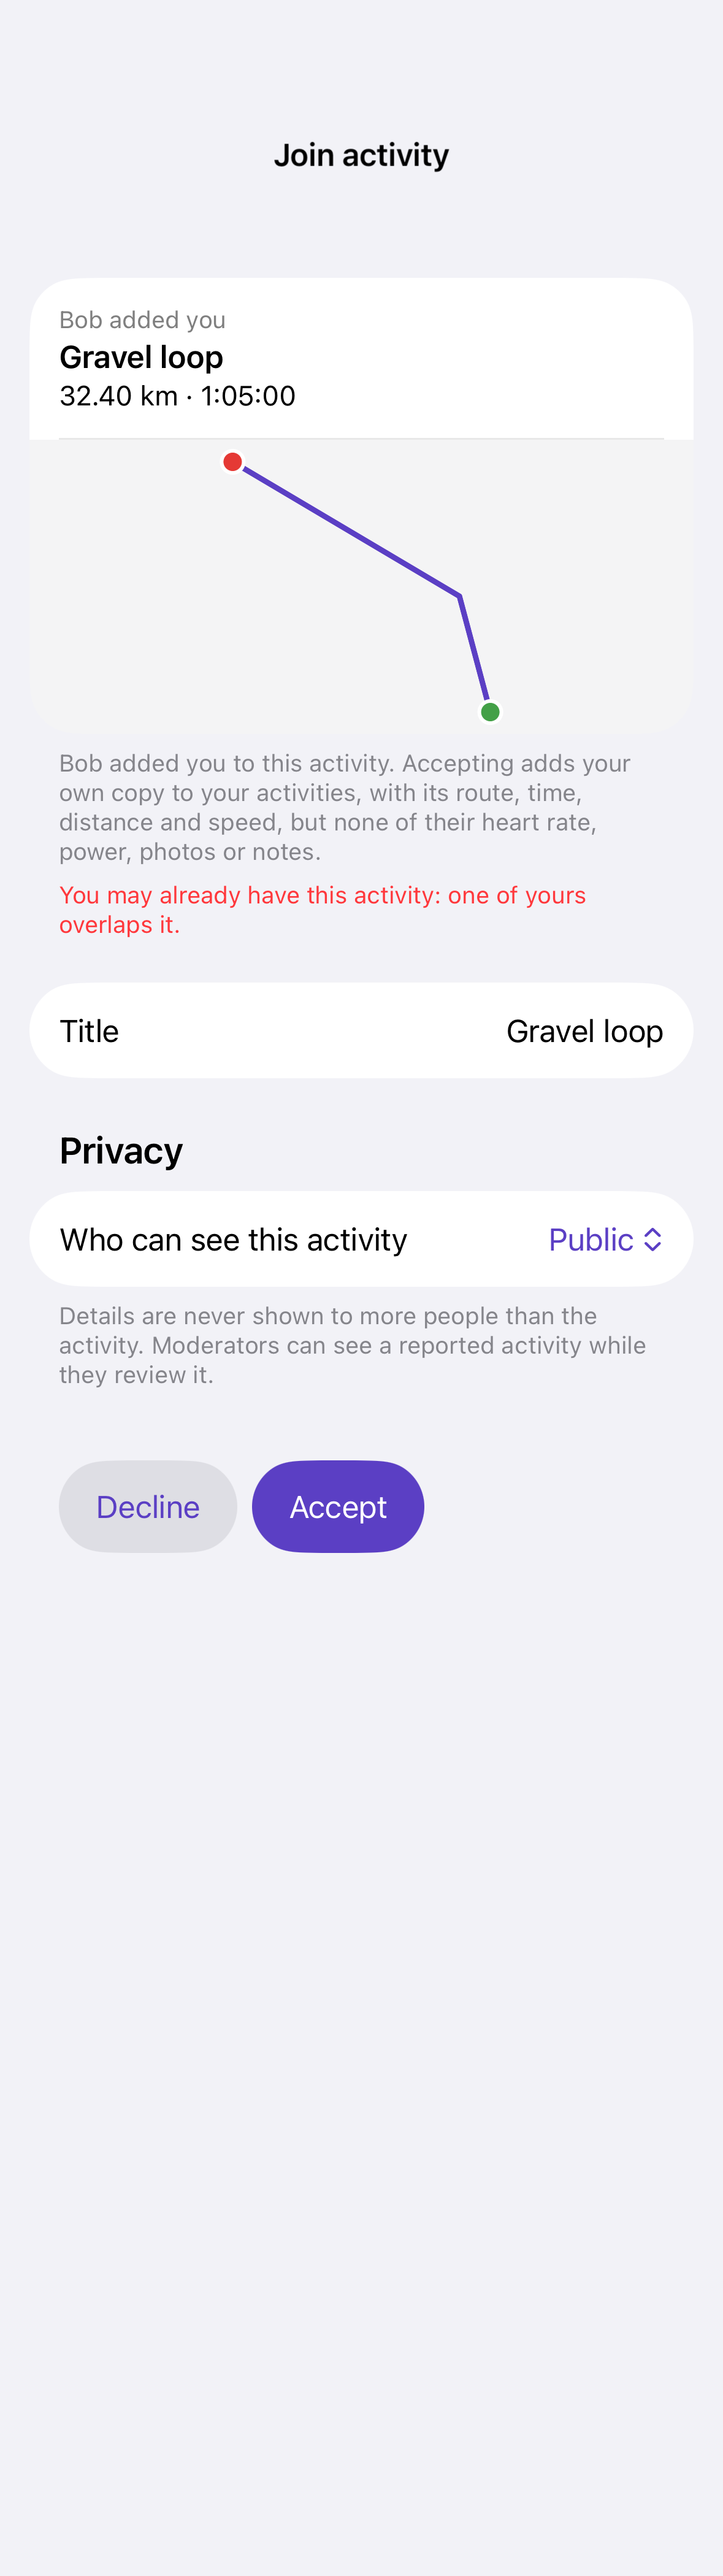 Join activity
Bob added you
Gravel loop
32.40 km · 1:05:00
Bob added you to this activity. Accepting adds your
own copy to your activities, with its route, time,
distance and speed, but none of their heart rate,
power, photos or notes.
You may already have this activity: one of yours
overlaps it.
Title Gravel loop
Privacy
Who can see this activity Public
Details are never shown to more people than the
activity. Moderators can see a reported activity while
they review it.
Decline Accept